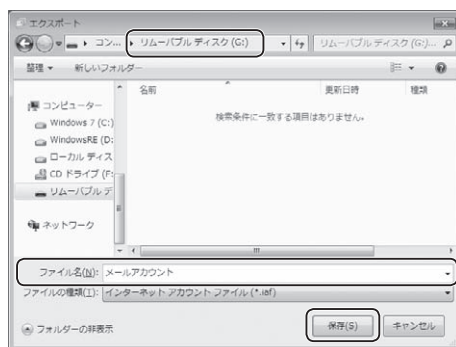 エクスポート
コン... リムーバブル ディスク (G:) リムーバブル ディスク (G:)...
整理 新しいフォルダー
名前 更新日時 種類
検索条件に一致する項目はありません。
コンピューター
Windows 7 (C:)
WindowsRE (D:
ローカル ディス
CD ドライブ (F:
リムーバブル デ
ネットワーク
ファイル名(N): メールアカウント
ファイルの種類(T): インターネット アカウント ファイル (*.iaf)
フォルダーの非表示 保存(S) キャンセル